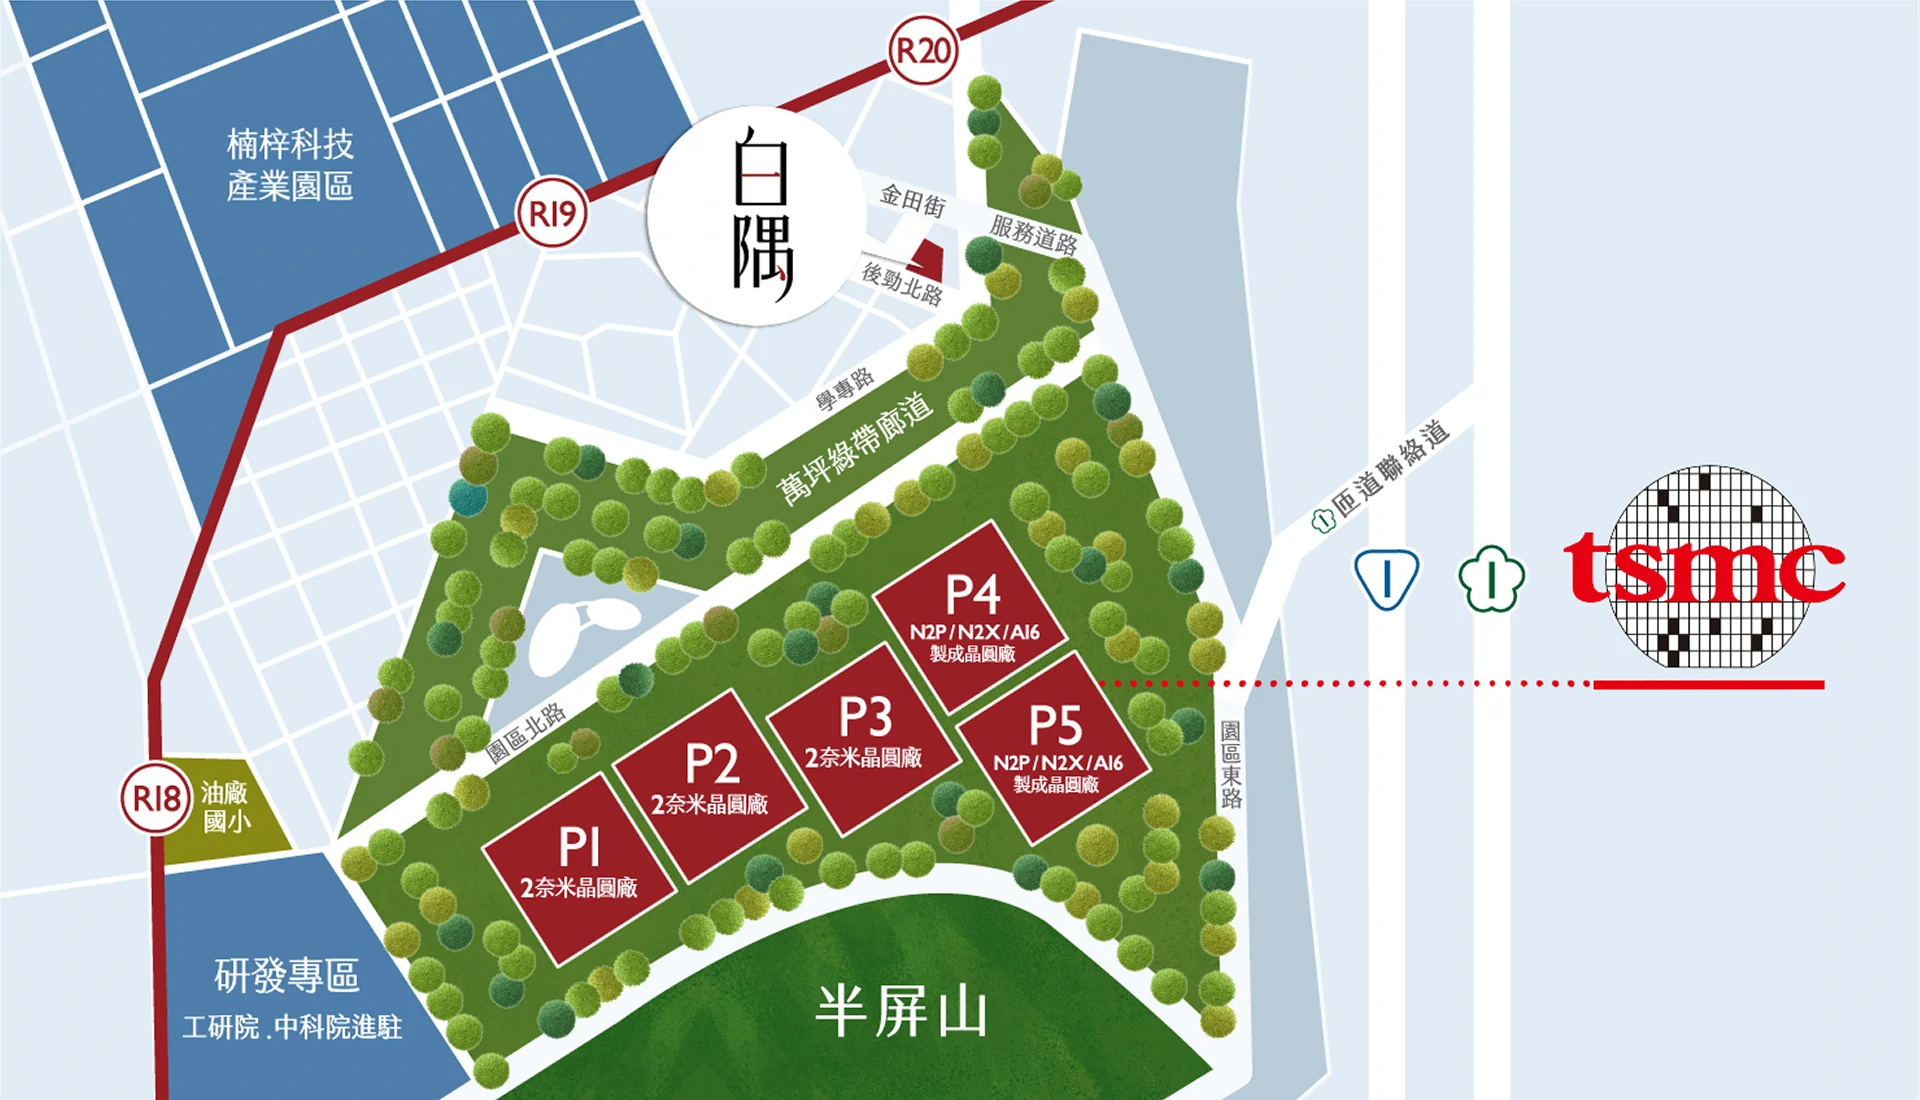 R20
楠梓科技
產業園區
R19
白隅
金田街
服務道路
後勁北路
學專路
萬坪綠帶廊道
1匝道聯絡道
1
1
tsmc
P4
N2P/N2X/A16
製成晶圓廠
P3
2奈米晶圓廠
P5
N2P/N2X/A16
製成晶圓廠
P2
2奈米晶圓廠
園區北路
園區東路
R18
油廠
國小
P1
2奈米晶圓廠
研發專區
工研院.中科院進駐
半屏山